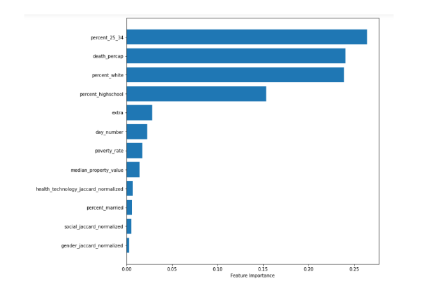 percent_25_34
death_percap
percent_white
percent_highschool
extra
day_number
poverty_rate
median_property_value
health_technology_jaccard_normalized
percent_married
social_jaccard_normalized
gender_jaccard_normalized
0.00 0.05 0.10 0.15 0.20 0.25
Feature Importance